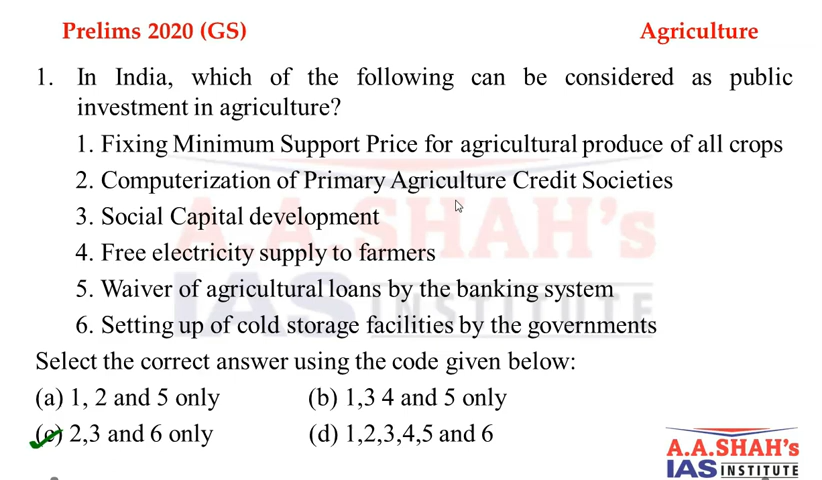 Prelims 2020 (GS) Agriculture
1. In India, which of the following can be considered as public
investment in agriculture?
1. Fixing Minimum Support Price for agricultural produce of all crops
2. Computerization of Primary Agriculture Credit Societies
3. Social Capital development
4. Free electricity supply to farmers
5. Waiver of agricultural loans by the banking system
6. Setting up of cold storage facilities by the governments
Select the correct answer using the code given below:
(a) 1, 2 and 5 only (b) 1,3 4 and 5 only
(c) 2,3 and 6 only (d) 1,2,3,4,5 and 6
A.A.SHAH's
IAS INSTITUTE
A.A.SHAH's
IAS INSTITUTE